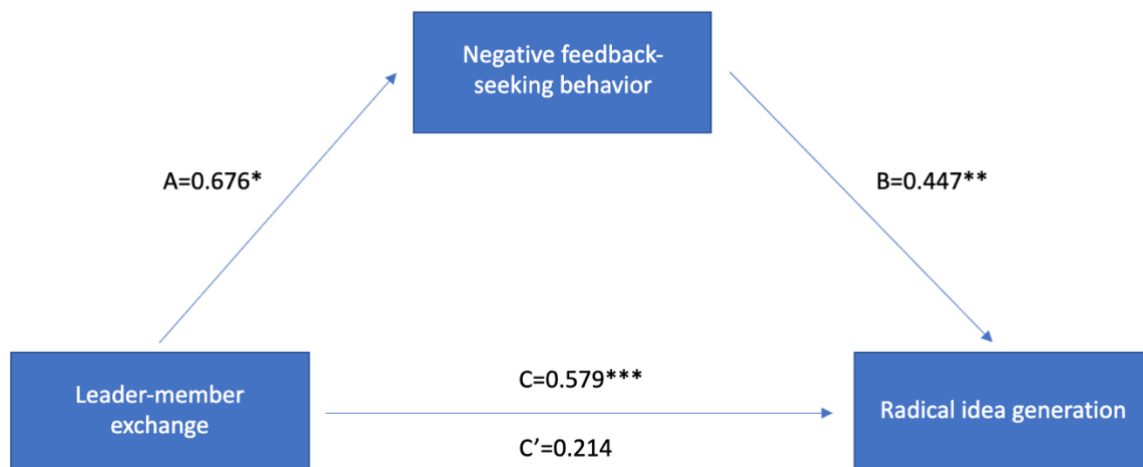 Negative feedback-
seeking behavior
A=0.676*
B=0.447**
Leader-member
exchange
C=0.579***
C’=0.214
Radical idea generation